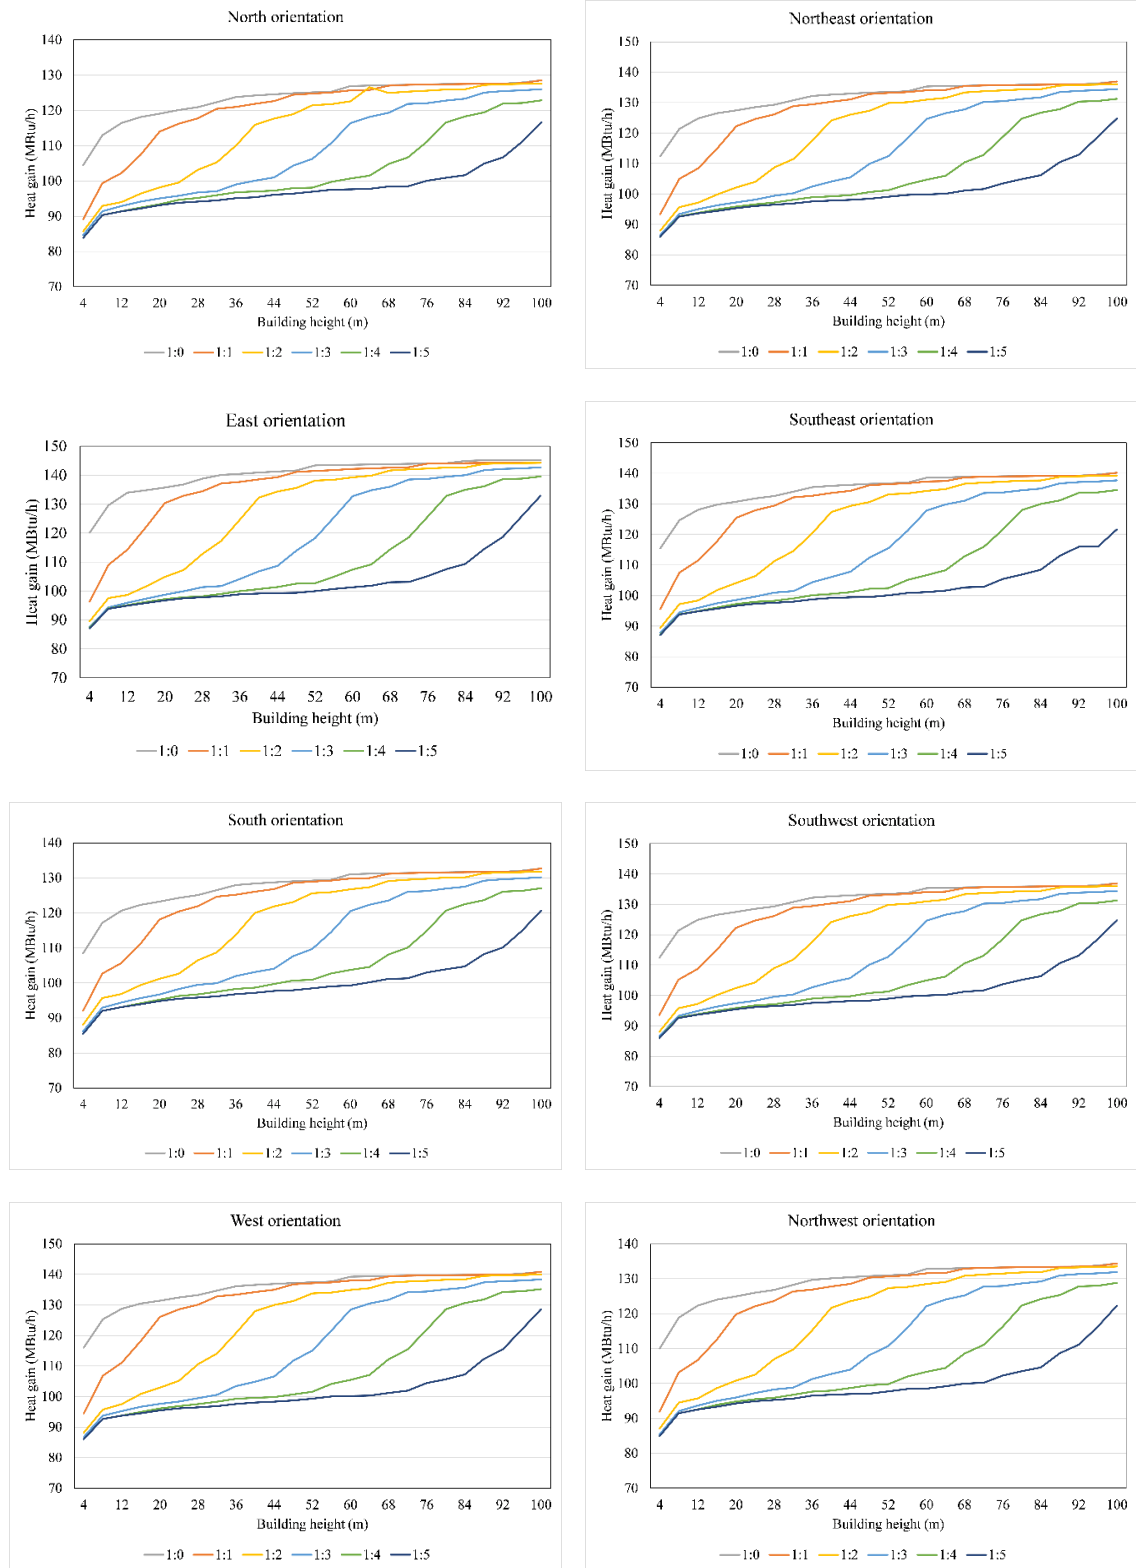 North orientation
Heat gain (MBtu/h)
140
130
120
110
100
90
80
70
4 12 20 28 36 44 52 60 68 76 84 92 100
Building height (m)
1:0 1:1 1:2 1:3 1:4 1:5
Northeast orientation
Heat gain (MBtu/h)
150
140
130
120
110
100
90
80
70
4 12 20 28 36 44 52 60 68 76 84 92 100
Building height (m)
1:0 1:1 1:2 1:3 1:4 1:5
East orientation
Heat gain (MBtu/h)
150
140
130
120
110
100
90
80
70
4 12 20 28 36 44 52 60 68 76 84 92 100
Building height (m)
1:0 1:1 1:2 1:3 1:4 1:5
Southeast orientation
Heat gain (MBtu/h)
150
140
130
120
110
100
90
80
70
4 12 20 28 36 44 52 60 68 76 84 92 100
Building height (m)
1:0 1:1 1:2 1:3 1:4 1:5
South orientation
Heat gain (MBtu/h)
140
130
120
110
100
90
80
70
4 12 20 28 36 44 52 60 68 76 84 92 100
Building height (m)
1:0 1:1 1:2 1:3 1:4 1:5
Southwest orientation
Heat gain (MBtu/h)
150
140
130
120
110
100
90
80
70
4 12 20 28 36 44 52 60 68 76 84 92 100
Building height (m)
1:0 1:1 1:2 1:3 1:4 1:5
West orientation
Heat gain (MBtu/h)
150
140
130
120
110
100
90
80
70
4 12 20 28 36 44 52 60 68 76 84 92 100
Building height (m)
1:0 1:1 1:2 1:3 1:4 1:5
Northwest orientation
Heat gain (MBtu/h)
140
130
120
110
100
90
80
70
4 12 20 28 36 44 52 60 68 76 84 92 100
Building height (m)
1:0 1:1 1:2 1:3 1:4 1:5